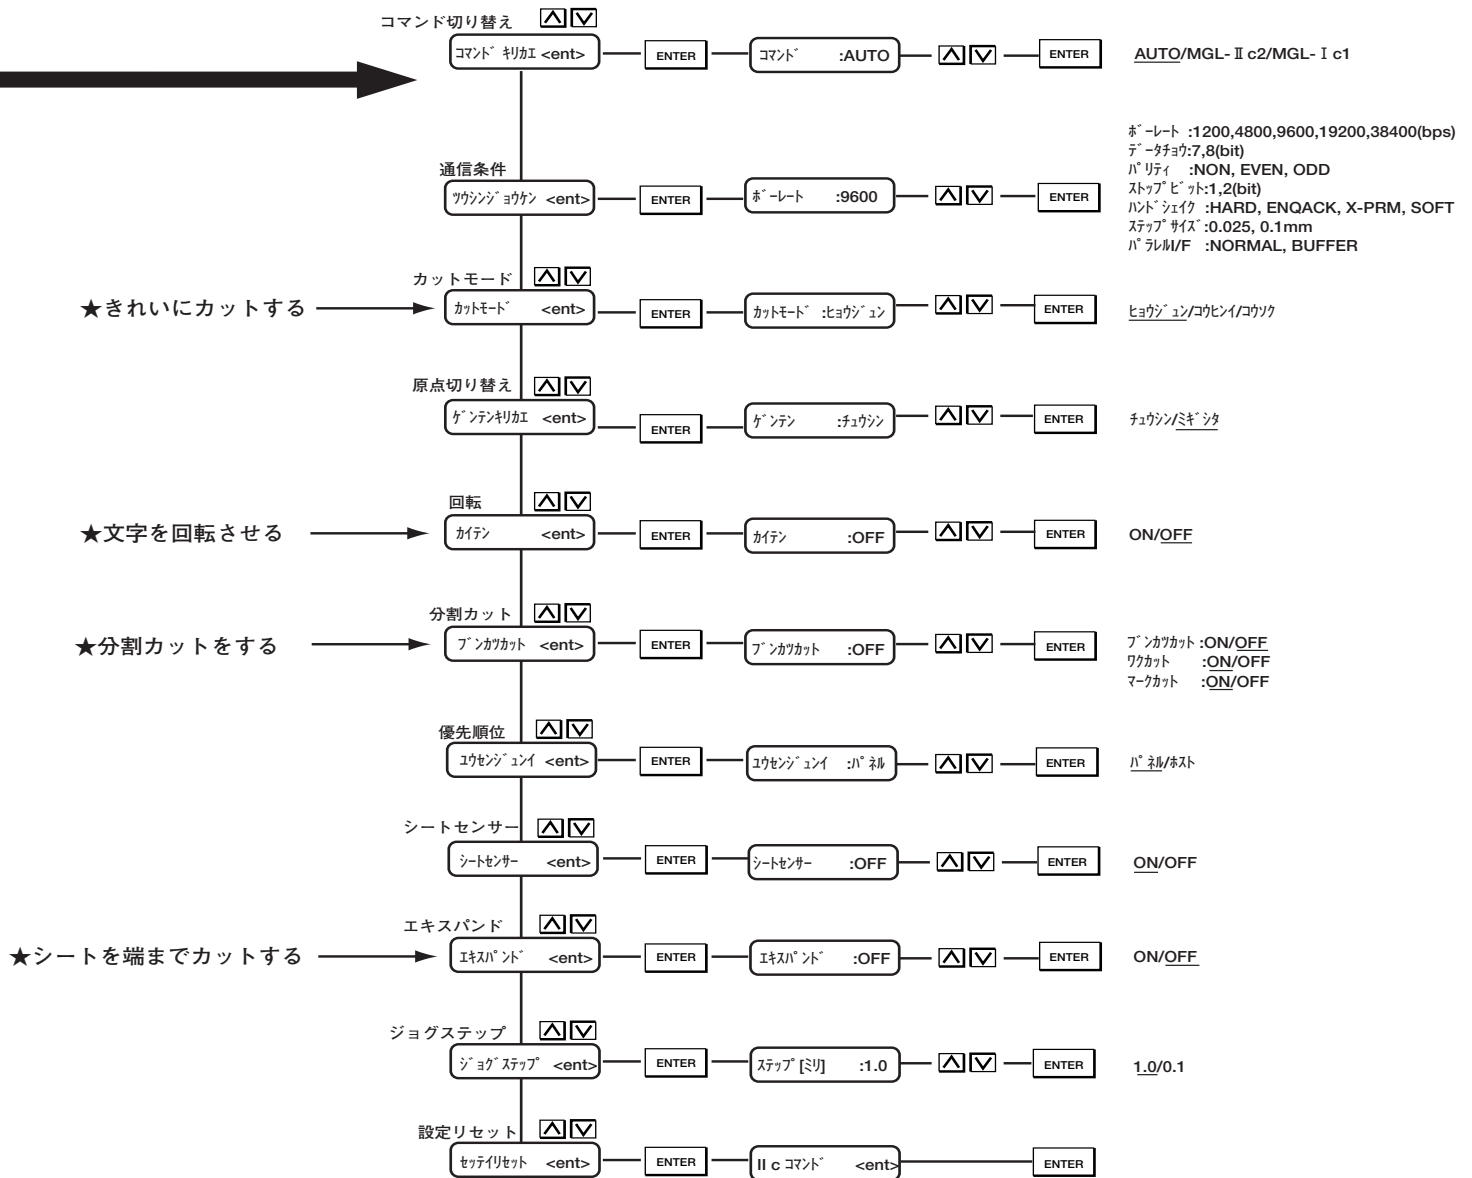 コマンド切り替え
ｺﾏﾝﾄﾞ ｷﾘｶｴ <ent> ENTER ｺﾏﾝﾄﾞ :AUTO ENTER AUTO/MGL-Ⅱc2/MGL-Ⅰc1
ﾎﾞｰﾚｰﾄ :1200,4800,9600,19200,38400(bps)
ﾃﾞｰﾀﾁｮｳ:7,8(bit)
ﾊﾟﾘﾃｨ :NON, EVEN, ODD
ｽﾄｯﾌﾟﾋﾞｯﾄ:1,2(bit)
ﾊﾝﾄﾞｼｪｲｸ :HARD, ENQACK, X-PRM, SOFT
ｽﾃｯﾌﾟｻｲｽﾞ:0.025, 0.1mm
ﾊﾟﾗﾚﾙI/F :NORMAL, BUFFER
通信条件
ﾂｳｼﾝｼﾞｮｳｹﾝ <ent> ENTER ﾎﾞｰﾚｰﾄ :9600 ENTER
カットモード
★きれいにカットする ｶｯﾄﾓｰﾄﾞ <ent> ENTER ｶｯﾄﾓｰﾄﾞ :ﾋｮｳｼﾞｭﾝ ENTER ﾋｮｳｼﾞｭﾝ/ｺｳﾋﾝｲ/ｺｳｿｸ
原点切り替え
ｹﾞﾝﾃﾝｷﾘｶｴ <ent> ENTER ｹﾞﾝﾃﾝ :ﾁｭｳｼﾝ ENTER ﾁｭｳｼﾝ/ﾐｷﾞｼﾀ
回転
★文字を回転させる ｶｲﾃﾝ <ent> ENTER ｶｲﾃﾝ :OFF ENTER ON/OFF
分割カット
★分割カットをする ﾌﾞﾝｶﾂｶｯﾄ <ent> ENTER ﾌﾞﾝｶﾂｶｯﾄ :OFF ENTER ﾌﾞﾝｶﾂｶｯﾄ :ON/OFF
ﾜｸｶｯﾄ :ON/OFF
ﾏｰｸｶｯﾄ :ON/OFF
優先順位
ﾕｳｾﾝｼﾞｭﾝｲ <ent> ENTER ﾕｳｾﾝｼﾞｭﾝｲ :ﾊﾟﾈﾙ ENTER ﾊﾟﾈﾙ/ﾎｽﾄ
シートセンサー
ｼｰﾄｾﾝｻｰ <ent> ENTER ｼｰﾄｾﾝｻｰ :OFF ENTER ON/OFF
エキスパンド
★シートを端までカットする ｴｷｽﾊﾟﾝﾄﾞ <ent> ENTER ｴｷｽﾊﾟﾝﾄﾞ :OFF ENTER ON/OFF
ジョグステップ
ｼﾞｮｸﾞｽﾃｯﾌﾟ <ent> ENTER ｽﾃｯﾌﾟ[ﾐﾘ] :1.0 ENTER 1.0/0.1
設定リセット
ｾｯﾃｲﾘｾｯﾄ <ent> ENTER II c ｺﾏﾝﾄﾞ <ent> ENTER